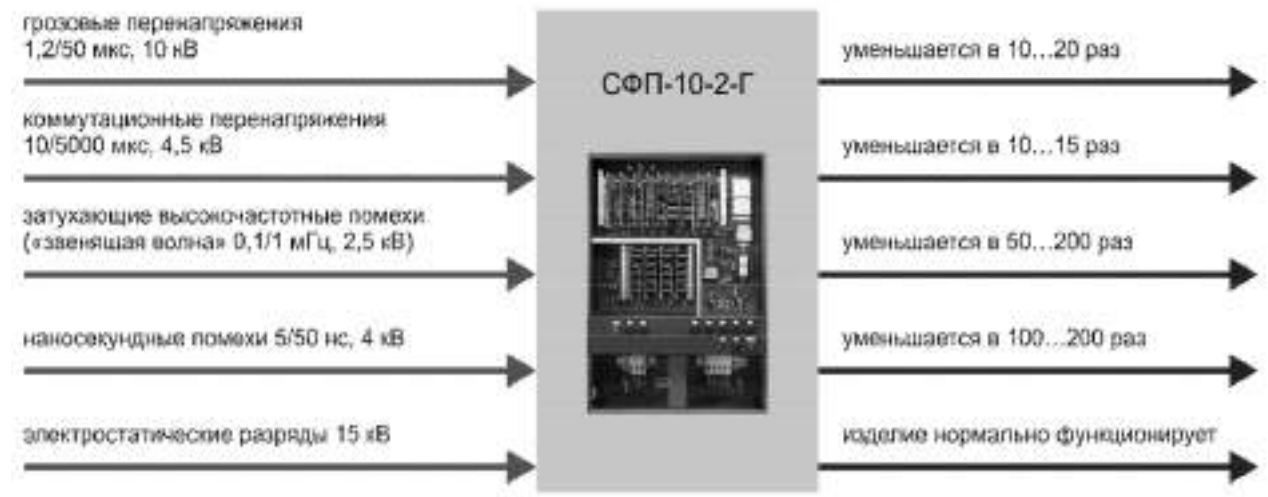 грозовые перенапряжения
1,2/50 мкс, 10 кВ
уменьшается в 10...20 раз
СФП-10-2-Г
коммутационные перенапряжения
10/5000 мкс, 4,5 кВ
уменьшается в 10...15 раз
затухающие высокочастотные помехи
(«звенящая волна» 0,1/1 мГц, 2,5 кВ)
уменьшается в 50...200 раз
наносекундные помехи 5/50 нс, 4 кВ
уменьшается в 100...200 раз
электростатические разряды 15 кВ
изделие нормально функционирует